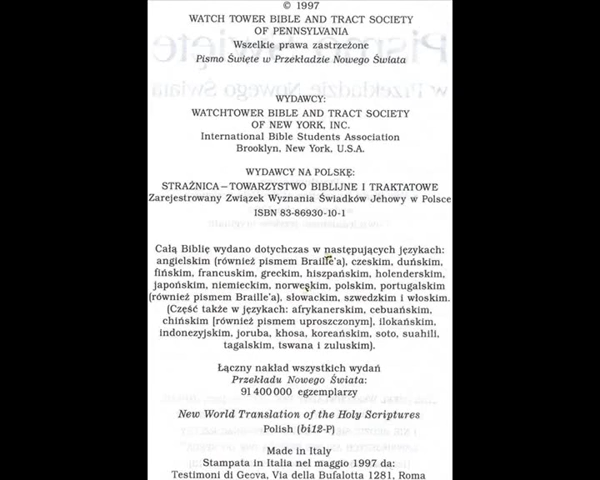 © 1997
WATCH TOWER BIBLE AND TRACT SOCIETY
OF PENNSYLVANIA
Wszelkie prawa zastrzeżone
Pismo Święte w Przekładzie Nowego Świata
WYDAWCY:
WATCHTOWER BIBLE AND TRACT SOCIETY
OF NEW YORK, INC.
International Bible Students Association
Brooklyn, New York, U.S.A.
WYDAWCY NA POLSKĘ:
STRAŻNICA — TOWARZYSTWO BIBLIJNE I TRAKTATOWE
Zarejestrowany Związek Wyznania Świadków Jehowy w Polsce
ISBN 83-86930-10-1
Całą Biblię wydano dotychczas w następujących językach:
angielskim (również pismem Braille'a), czeskim, duńskim,
fińskim, francuskim, greckim, hiszpańskim, holenderskim,
japońskim, niemieckim, norweskim, polskim, portugalskim
(również pismem Braille'a), słowackim, szwedzkim i włoskim.
(Część także w językach: afrykanerskim, cebuańskim,
chińskim [również pismem uproszczonym], ilokańskim,
indonezyjskim, joruba, khosa, koreańskim, soto, suahili,
tagalskim, tswana i zuluskim).
Łączny nakład wszystkich wydań
Przekładu Nowego Świata:
91 400 000 egzemplarzy
New World Translation of the Holy Scriptures
Polish (bi12-P)
Made in Italy
Stampata in Italia nel maggio 1997 da:
Testimoni di Geova, Via della Bufalotta 1281, Roma